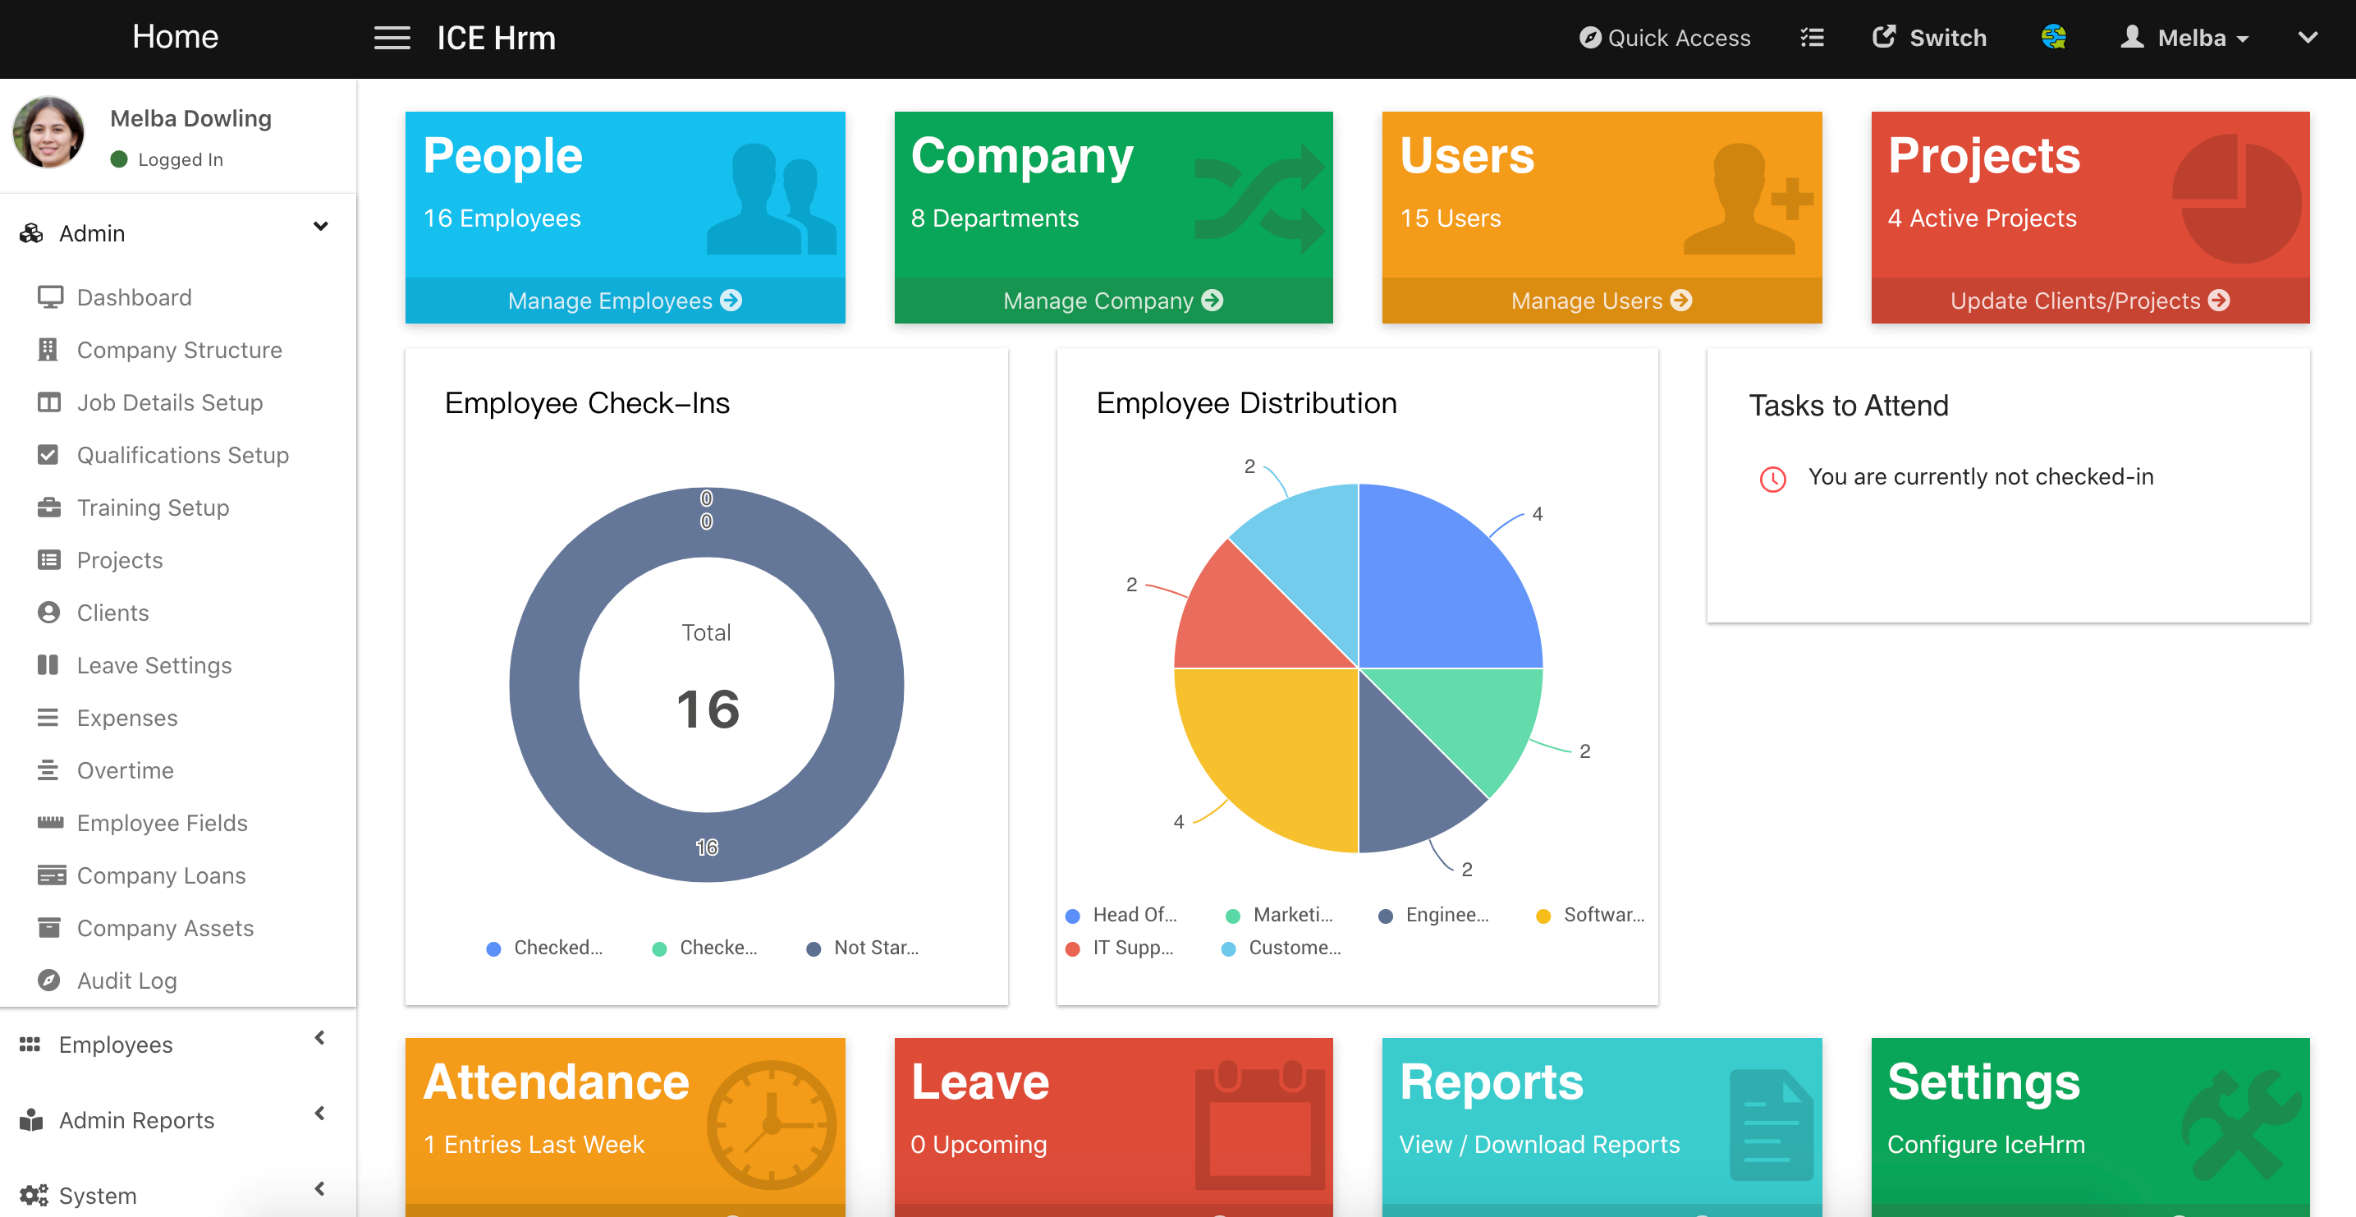 Home
ICE Hrm
Quick Access
Switch
Melba
Melba Dowling
Logged In
Admin
Dashboard
Company Structure
Job Details Setup
Qualifications Setup
Training Setup
Projects
Clients
Leave Settings
Expenses
Overtime
Employee Fields
Company Loans
Company Assets
Audit Log
Employees
Admin Reports
System
People
16 Employees
Manage Employees
Company
8 Departments
Manage Company
Users
15 Users
Manage Users
Projects
4 Active Projects
Update Clients/Projects
Employee Check-Ins
0
0
Total
16
16
Checked...
Checke...
Not Star...
Employee Distribution
2
4
2
2
4
2
Head Of...
Marketi...
Enginee...
Softwar...
IT Supp...
Custome...
Tasks to Attend
You are currently not checked-in
Attendance
1 Entries Last Week
Leave
0 Upcoming
Reports
View / Download Reports
Settings
Configure IceHrm